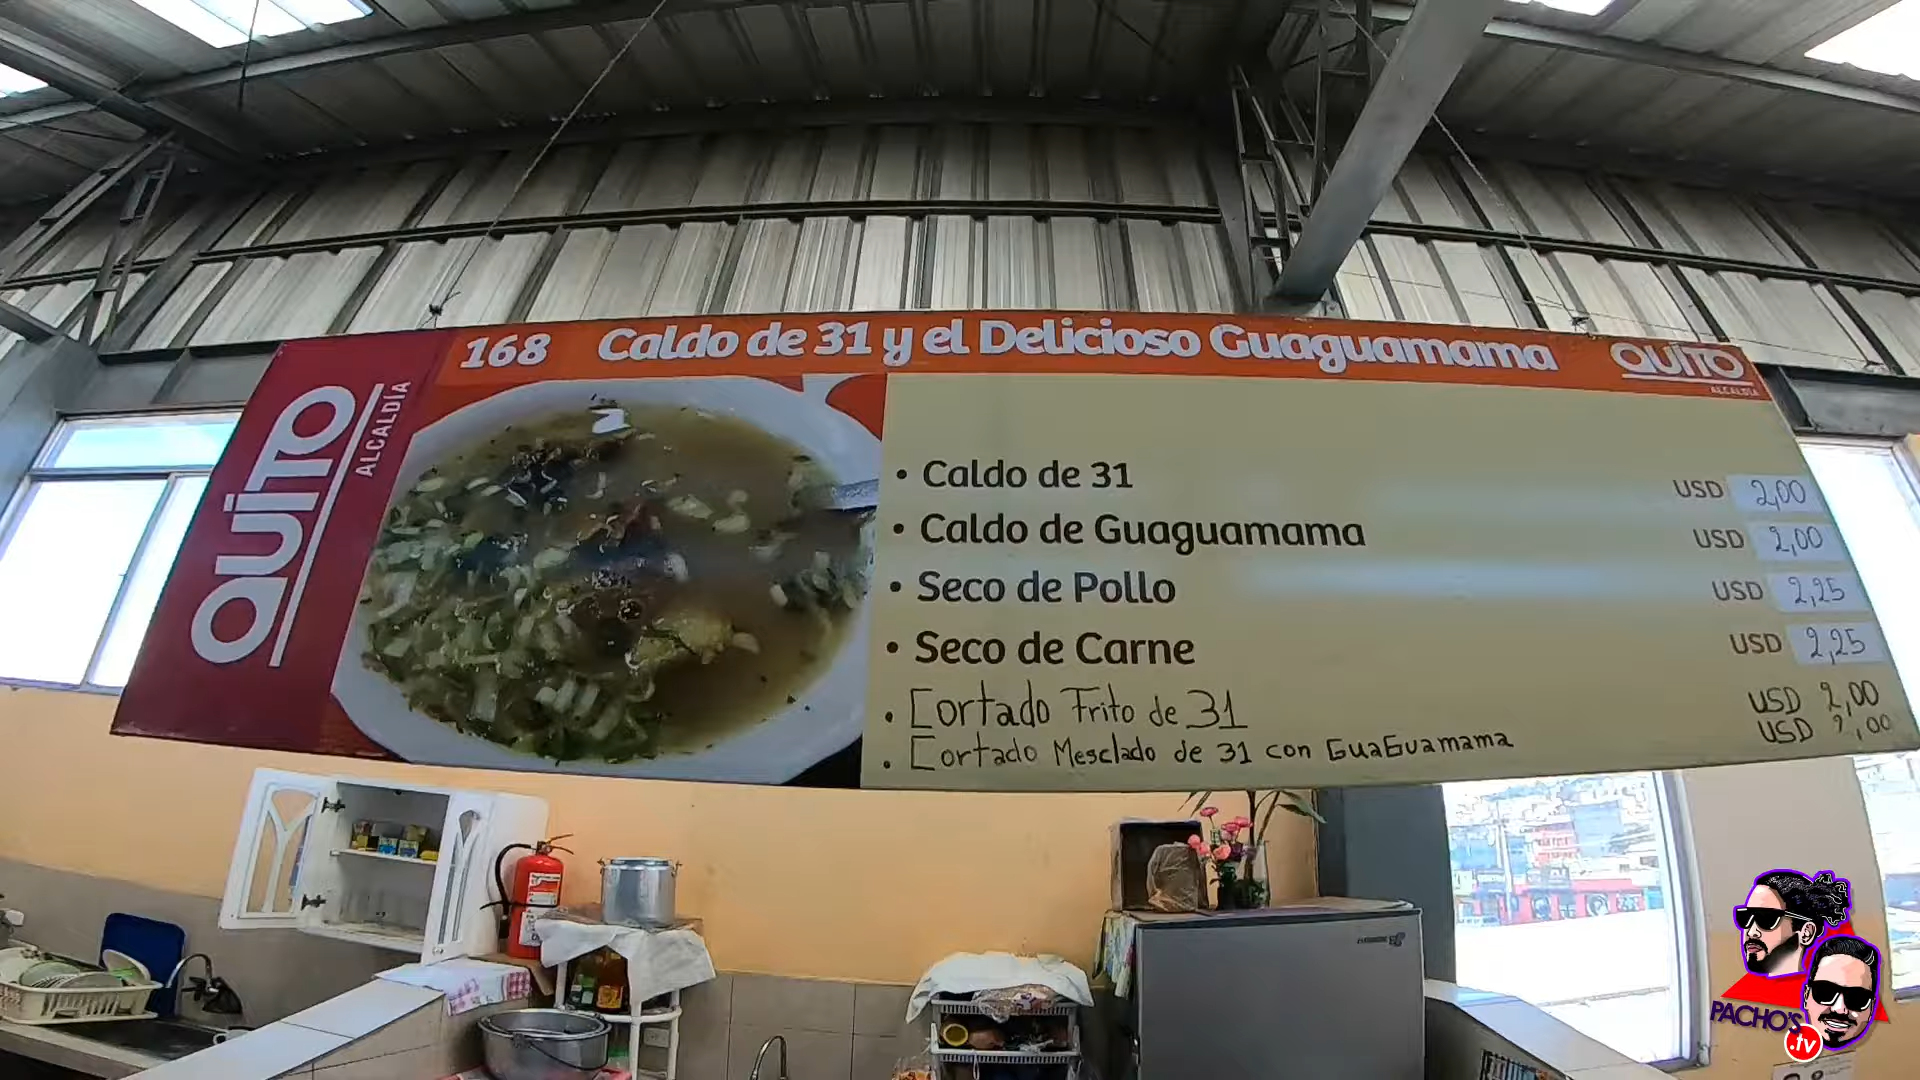 168 Caldo de 31 y el Delicioso Guaguamama
QUITO
ALCALDÍA
QUITO
ALCALDÍA
• Caldo de 31 USD 2,00
• Caldo de Guaguamama USD 2,00
• Seco de Pollo USD 2,25
• Seco de Carne USD 2,25
. Cortado Frito de 31 USD 2,00
. Cortado Mesclado de 31 con GuaGuamama USD 2,00
PACHO'S
.tv